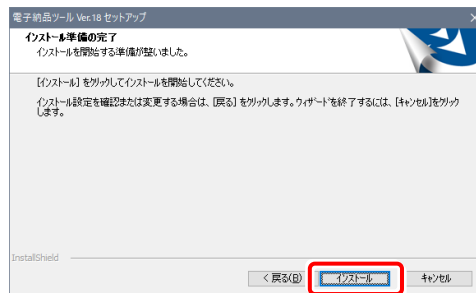 電子納品ツール Ver.18 セットアップ
インストール準備の完了
インストールを開始する準備が整いました。
[インストール] をクリックしてインストールを開始してください。
インストール設定を確認または変更する場合は、[戻る] をクリックします。ウィザードを終了するには、[キャンセル]をクリック
します。
InstallShield
< 戻る(B)
インストール
キャンセル